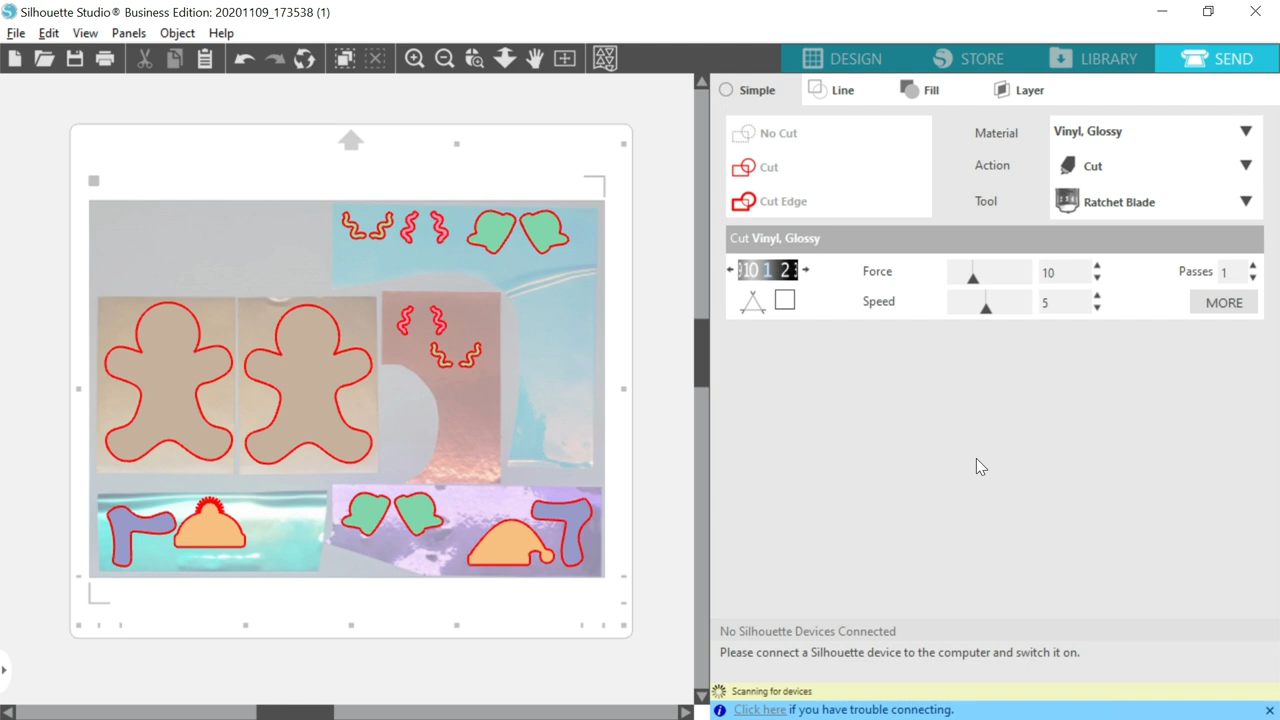 Silhouette Studio® Business Edition: 20201109_173538 (1)
File Edit View Panels Object Help
DESIGN STORE LIBRARY SEND
Simple Line Fill Layer
No Cut
Cut
Cut Edge
Material Vinyl, Glossy
Action Cut
Tool Ratchet Blade
Cut Vinyl, Glossy
10 1 2 Force 10 Passes 1
Speed 5 MORE
No Silhouette Devices Connected
Please connect a Silhouette device to the computer and switch it on.
Scanning for devices
Click here if you have trouble connecting.